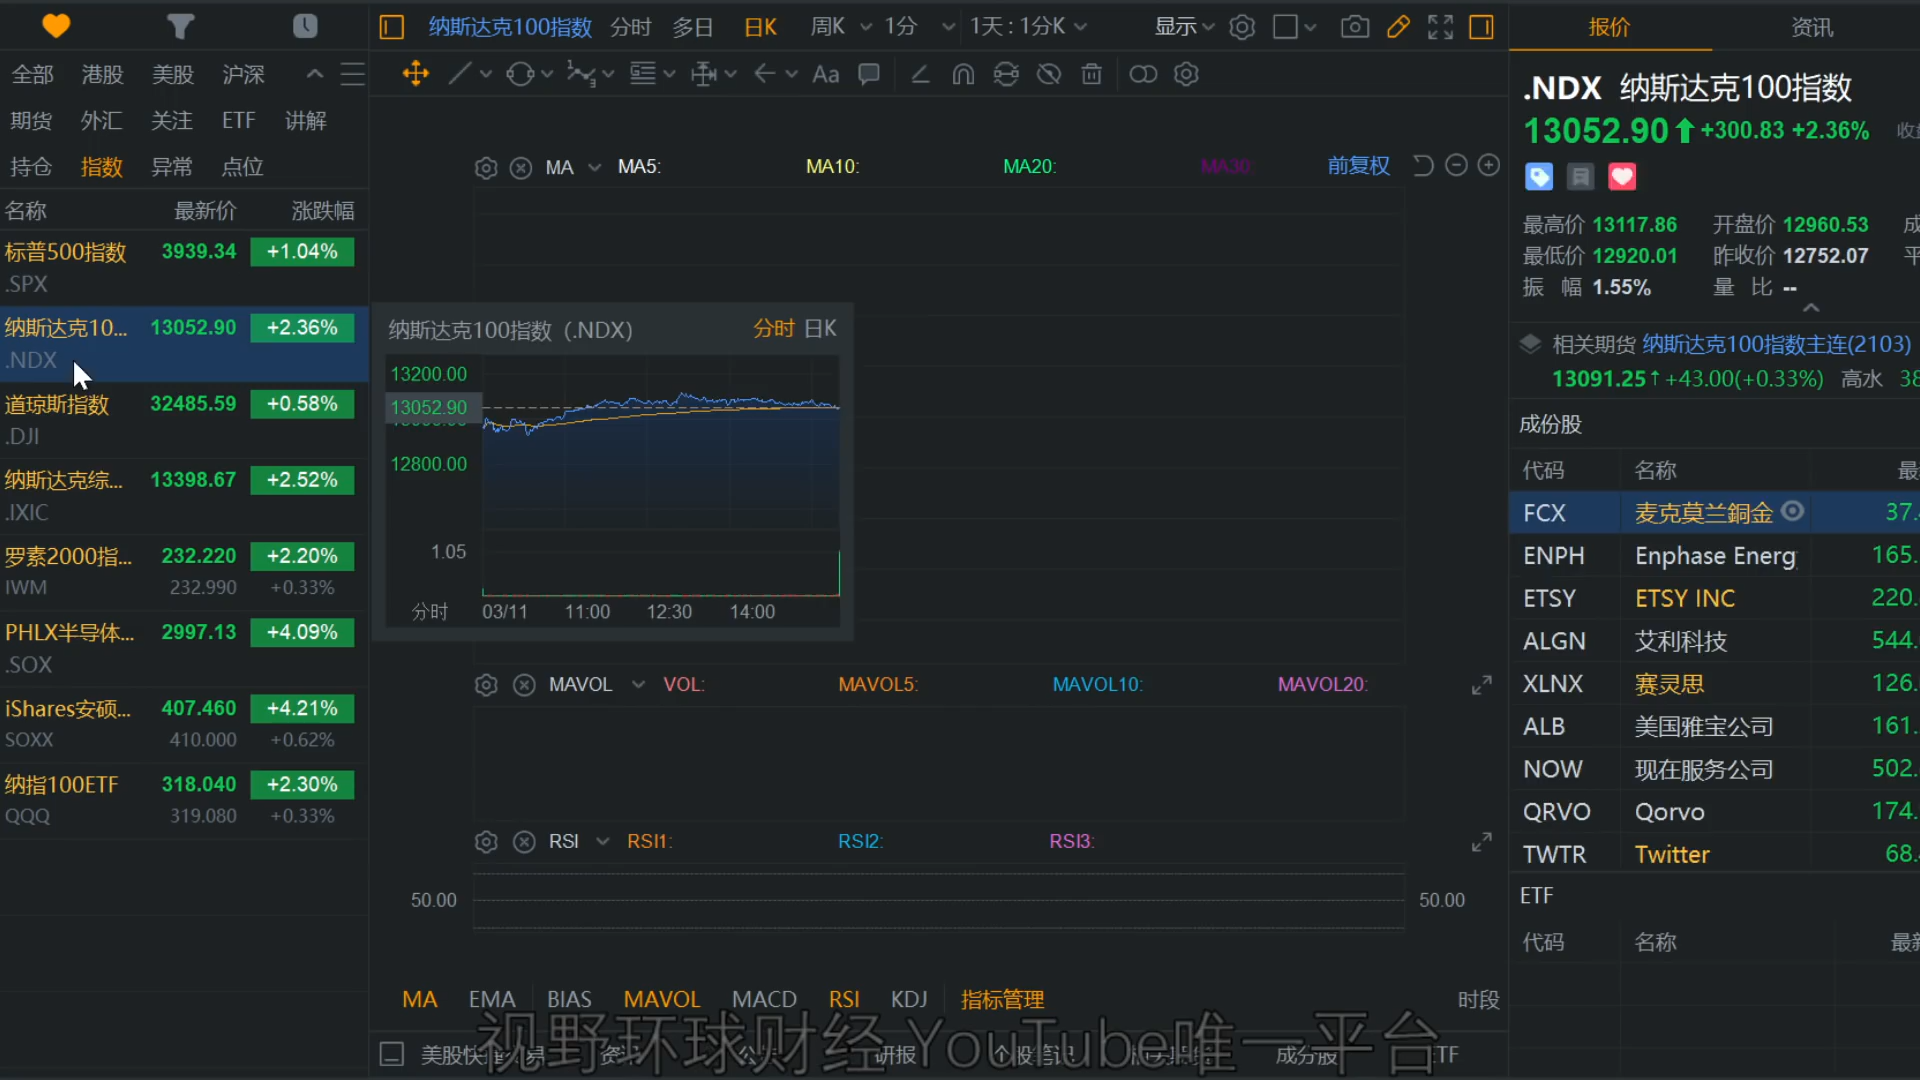 纳斯达克100指数 分时 多日 日K 周K 1分 1天 : 1分K 显示
报价 资讯
全部 港股 美股 沪深
Aa
期货 外汇 关注 ETF 讲解
持仓 指数 异常 点位
名称 最新价 涨跌幅
标普500指数 3939.34 +1.04%
.SPX
纳斯达克10... 13052.90 +2.36%
.NDX
道琼斯指数 32485.59 +0.58%
.DJI
纳斯达克综... 13398.67 +2.52%
.IXIC
罗素2000指... 232.220 +2.20%
IWM 232.990 +0.33%
PHLX半导体... 2997.13 +4.09%
.SOX
iShares安硕... 407.460 +4.21%
SOXX 410.000 +0.62%
纳指100ETF 318.040 +2.30%
QQQ 319.080 +0.33%
MA MA5: MA10: MA20: MA30: 前复权
纳斯达克100指数 (.NDX) 分时 日K
13200.00
13052.90
12800.00
1.05
分时 03/11 11:00 12:30 14:00
MAVOL VOL: MAVOL5: MAVOL10: MAVOL20:
RSI RSI1: RSI2: RSI3:
50.00 50.00
MA EMA BIAS MAVOL MACD RSI KDJ 指标管理 时段
视野环球财经 YouTube唯一平台
.NDX 纳斯达克100指数
13052.90 +300.83 +2.36%
最高价 13117.86 开盘价 12960.53
最低价 12920.01 昨收价 12752.07
振 幅 1.55% 量 比 --
相关期货 纳斯达克100指数主连(2103)
13091.25↑ +43.00(+0.33%) 高水
成份股
代码 名称
FCX 麦克莫兰銅金 37.
ENPH Enphase Energ 165.
ETSY ETSY INC 220.
ALGN 艾利科技 544.
XLNX 赛灵思 126.
ALB 美国雅宝公司 161.
NOW 现在服务公司 502.
QRVO Qorvo 174.
TWTR Twitter 68.
ETF
代码 名称